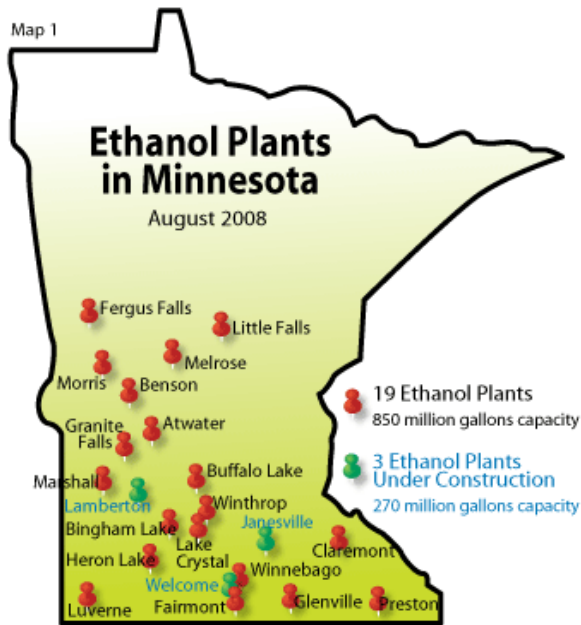 Map 1
Ethanol Plants
in Minnesota
August 2008
Fergus Falls
Little Falls
Melrose
Morris
Benson
19 Ethanol Plants
850 million gallons capacity
Granite
Falls
Atwater
3 Ethanol Plants
Under Construction
270 million gallons capacity
Marshall
Buffalo Lake
Lamberton
Winthrop
Bingham Lake
Janesville
Lake
Crystal
Claremont
Heron Lake
Winnebago
Welcome
Luverne
Fairmont
Glenville
Preston